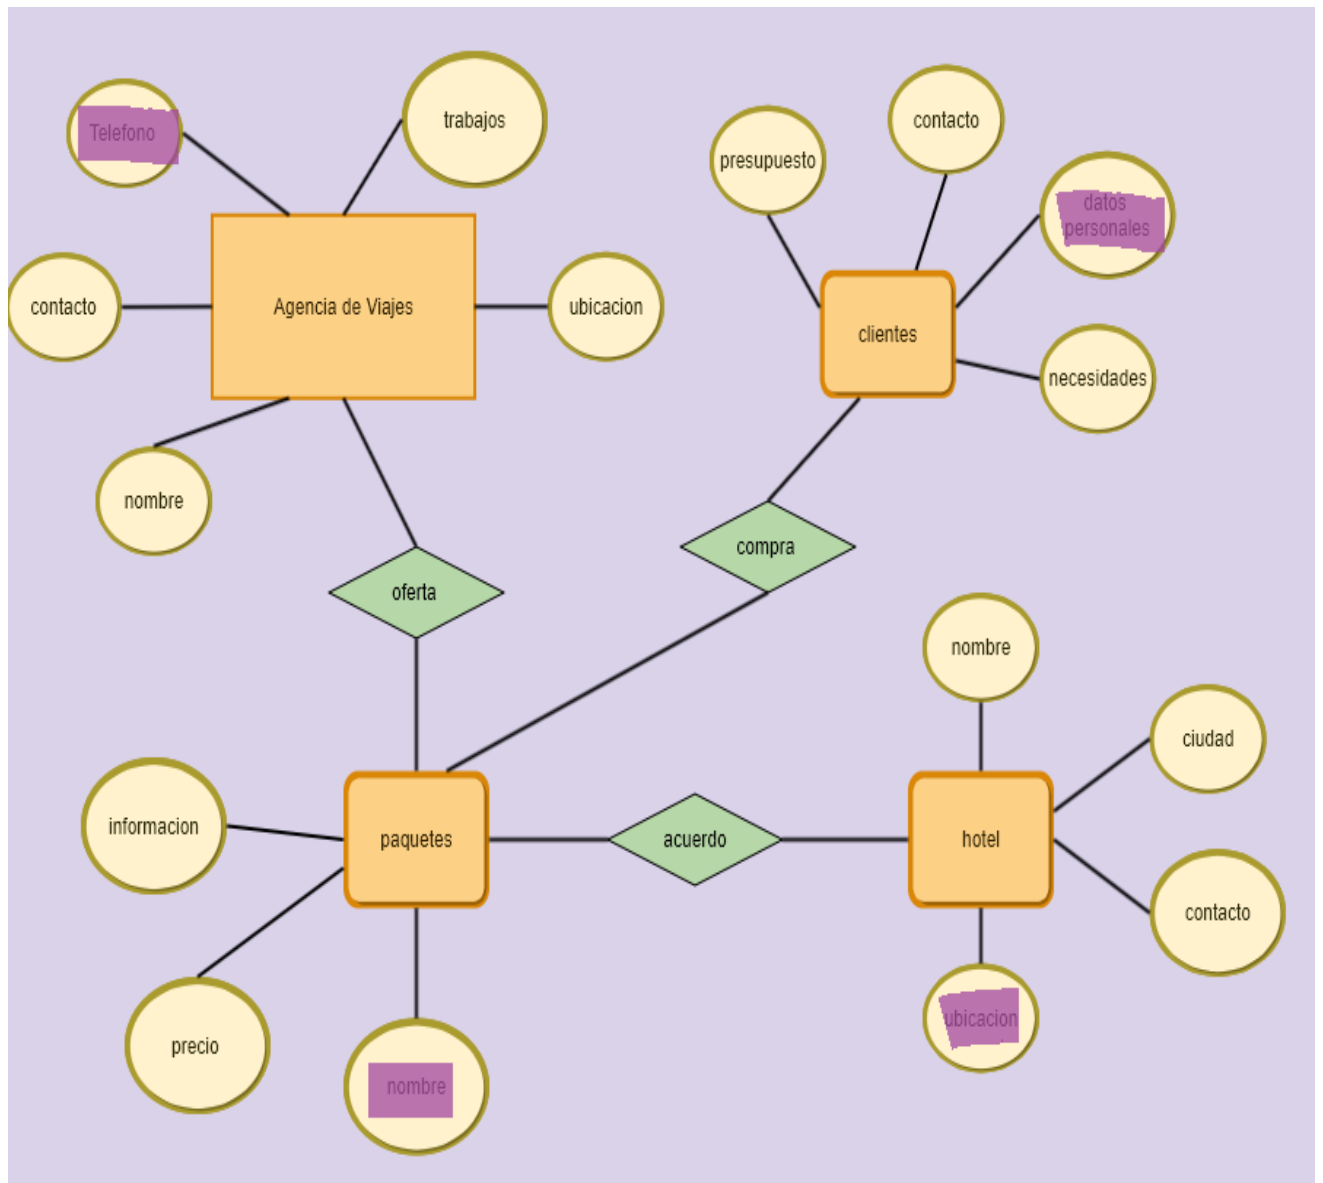 Telefono
trabajos
contacto
Agencia de Viajes
ubicacion
nombre
oferta
presupuesto
contacto
datos
personales
clientes
necesidades
compra
informacion
paquetes
acuerdo
precio
nombre
nombre
ciudad
hotel
contacto
ubicacion